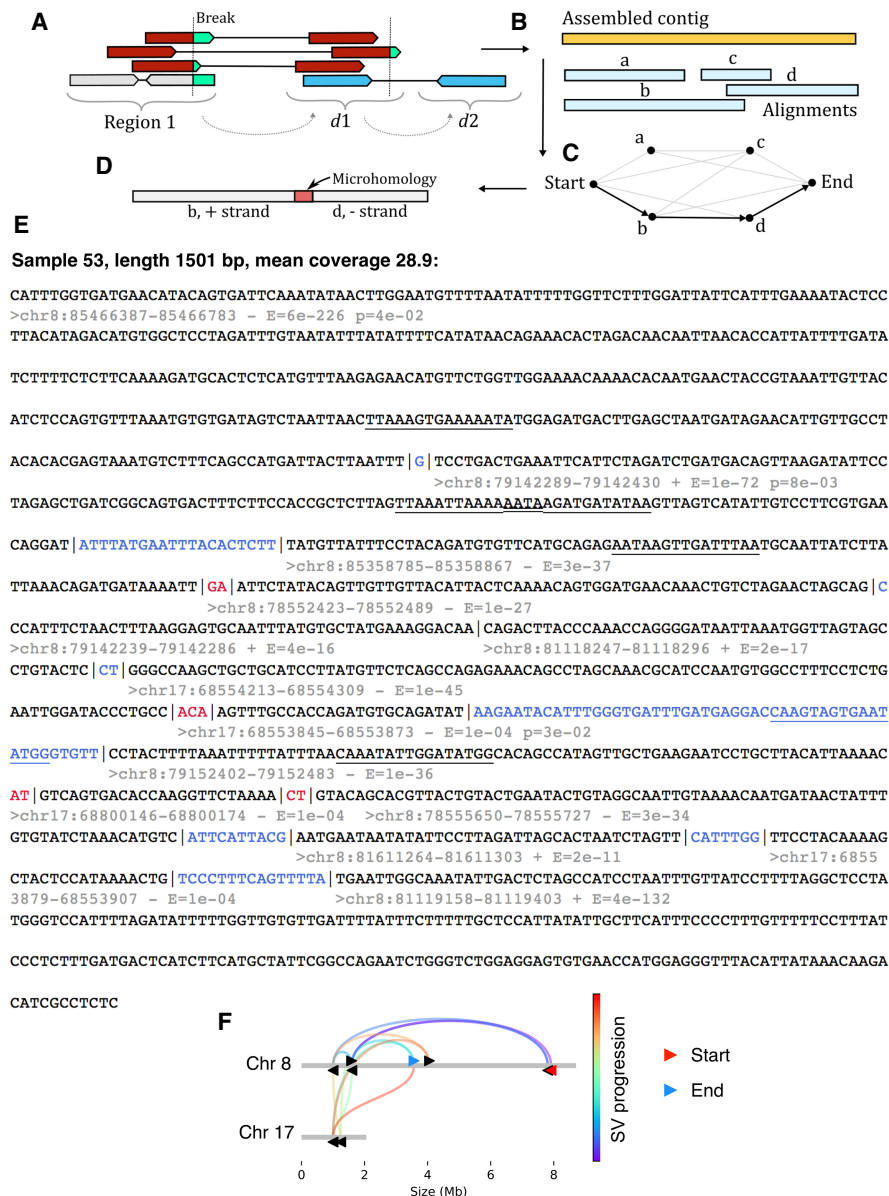 A
Break
Region 1
d1
d2
B
Assembled contig
a
c
b
d
Alignments
C
a
c
Start
End
b
d
D
Microhomology
b, + strand
d, - strand
E
Sample 53, length 1501 bp, mean coverage 28.9:
CATTTGGTGATGAACATACAGTGATTCAAATATAACTTGGAATGTTTTAATATTTTTGGTTCTTTGGATTATTCATTTGAAAATACTCC
>chr8:85466387-85466783 - E=6e-226 p=4e-02
TTACATAGACATGTGGCTCCTAGATTTGTAATATTTATATTTTCATATAACAGAAACACTAGACAACAATTAACACCATTATTTTGATA
TCTTTTCTCTTCAAAAGATGCACTCTCATGTTTAAGAGAACATGTTCTGGTTGGAAAACAAAACACAATGAACTACCGTAAATTGTTAC
ATCTCCAGTGTTTAAATGTGTGATAGTCTAATTAACTTAAAGTGAAAAATATGGAGATGACTTGAGCTAATGATAGAACATTGTTGCCT
ACACACGAGTAAATGTCTTTCAGCCATGATTACTTAATTT|G|TCCTGACTGAAATTCATTCTAGATCTGATGACAGTTAAGATATTCC
>chr8:79142289-79142430 + E=1e-72 p=8e-03
TAGAGCTGATCGGCAGTGACTTTCTTCCACCGCTCTTAGTTAAATTAAAAAATAAGATGATATAAGTTAGTCATATTGTCCTTCGTGAA
CAGGAT|ATTTATGAATTTACACTCTT|TATGTTATTTCCTACAGATGTGTTCATGCAGAGAATAAGTTGATTTAATGCAATTATCTTA
>chr8:85358785-85358867 - E=3e-37
TTAAACAGATGATAAAATT|GA|ATTCTATACAGTTGTTGTTACATTACTCAAAACAGTGGATGAACAAACTGTCTAGAACTAGCAG|C
>chr8:78552423-78552489 - E=1e-27
CCATTTCTAACTTTAAGGAGTGCAATTTATGTGCTATGAAAGGACAA|CAGACTTACCCAAACCAGGGGATAATTAAATGGTTAGTAGC
>chr8:79142239-79142286 + E=4e-16 >chr8:81118247-81118296 + E=2e-17
CTGTACTC|CT|GGGCCAAGCTGCTGCATCCTTATGTTCTCAGCCAGAGAAACAGCCTAGCAAACGCATCCAATGTGGCCTTTCCTCTG
>chr17:68554213-68554309 - E=1e-45
AATTGGATACCCTGCC|ACA|AGTTTGCCACCAGATGTGCAGATAT|AAGAATACATTTGGGTGATTTGATGAGGACCAAGTAGTGAAT
>chr17:68553845-68553873 - E=1e-04 p=3e-02
ATGGGTGTT|CCTACTTTTAAATTTTTATTTAACAAATATTGGATATGGCACAGCCATAGTTGCTGAAGAATCCTGCTTACATTAAAAC
>chr8:79152402-79152483 - E=1e-36
AT|GTCAGTGACACCAAGGTTCTAAAA|CT|GTACAGCACGTTACTGTACTGAATACTGTAGGCAATTGTAAAACAATGATAACTATTT
>chr17:68800146-68800174 - E=1e-04 >chr8:78555650-78555727 - E=3e-34
GTGTATCTAAACATGTC|ATTCATTACG|AATGAATAATATATTCCTTAGATTAGCACTAATCTAGTT|CATTTGG|TTCCTACAAAAG
>chr8:81611264-81611303 + E=2e-11 >chr17:6855
CTACTCCATAAAACTG|TCCCTTTCAGTTTTA|TGAATTGGCAAATATTGACTCTAGCCATCCTAATTTGTTATCCTTTTAGGCTCCTA
3879-68553907 - E=1e-04 >chr8:81119158-81119403 + E=4e-132
TGGGTCCATTTTAGATATTTTTGGTTGTGTTGATTTTATTTCTTTTTGCTCCATTATATTGCTTCATTTCCCCTTTGTTTTTCCTTTAT
CCCTCTTTGATGACTCATCTTCATGCTATTCGGCCAGAATCTGGGTCTGGAGGAGTGTGAACCATGGAGGGTTTACATTATAAACAAGA
CATCGCCTCTC
F
Chr 8
Chr 17
0 2 4 6 8
Size (Mb)
SV progression
Start
End